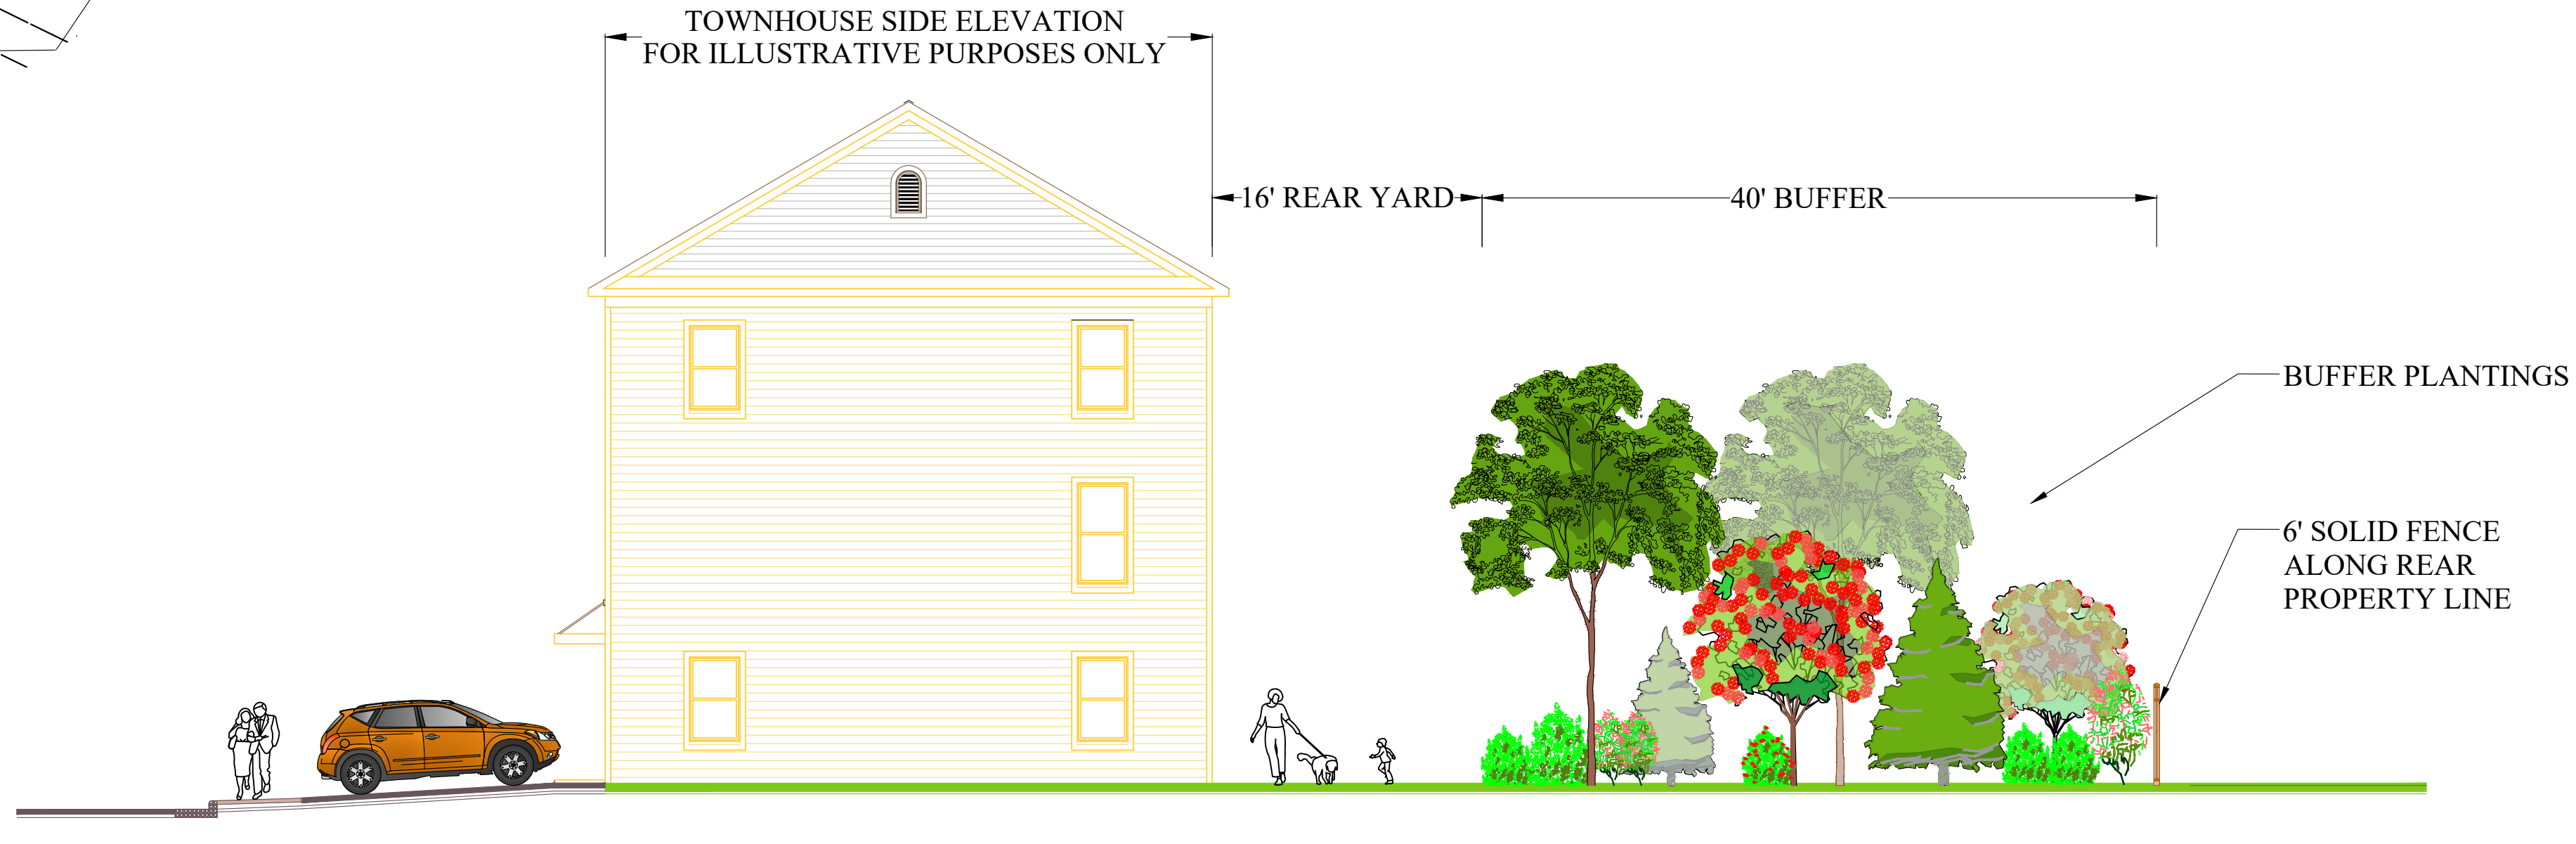 TOWNHOUSE SIDE ELEVATION
FOR ILLUSTRATIVE PURPOSES ONLY
16' REAR YARD
40' BUFFER
BUFFER PLANTINGS
6' SOLID FENCE
ALONG REAR
PROPERTY LINE